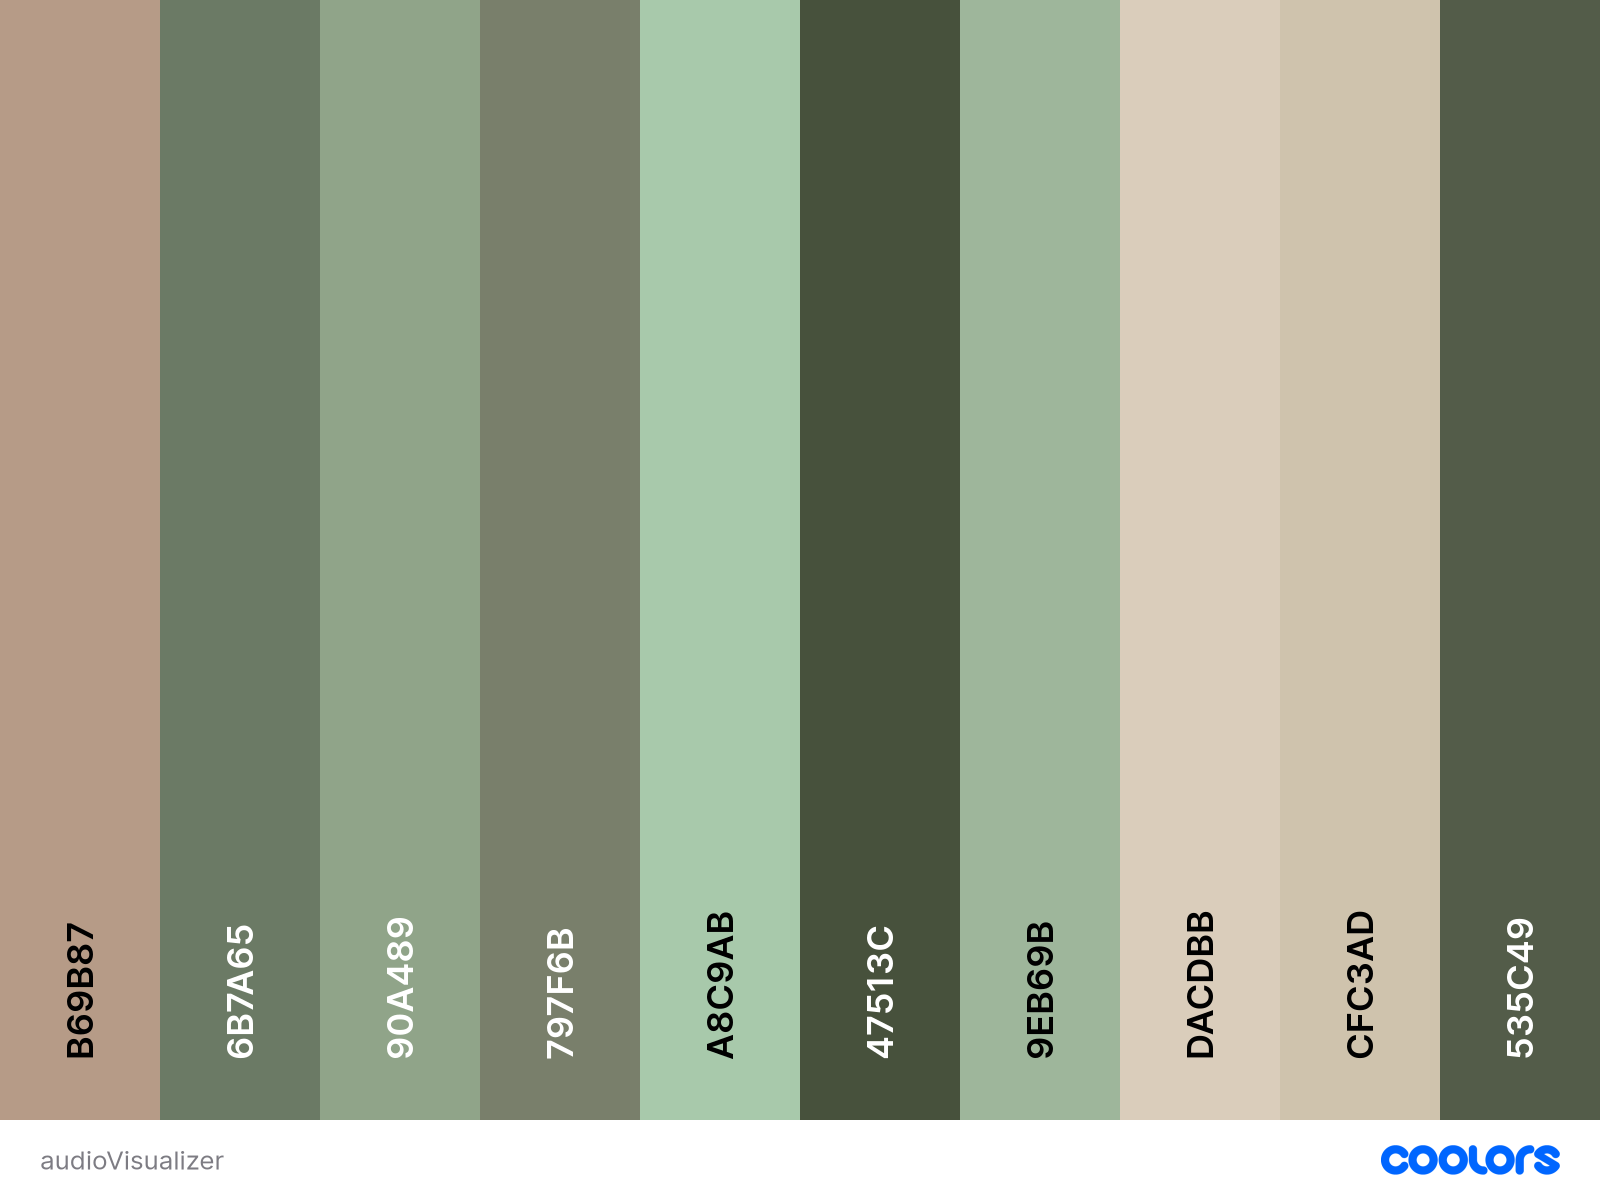 B69B87
6B7A65
90A489
797F6B
A8C9AB
47513C
9EB69B
DACDBB
CFC3AD
535C49
audioVisualizer
coolors